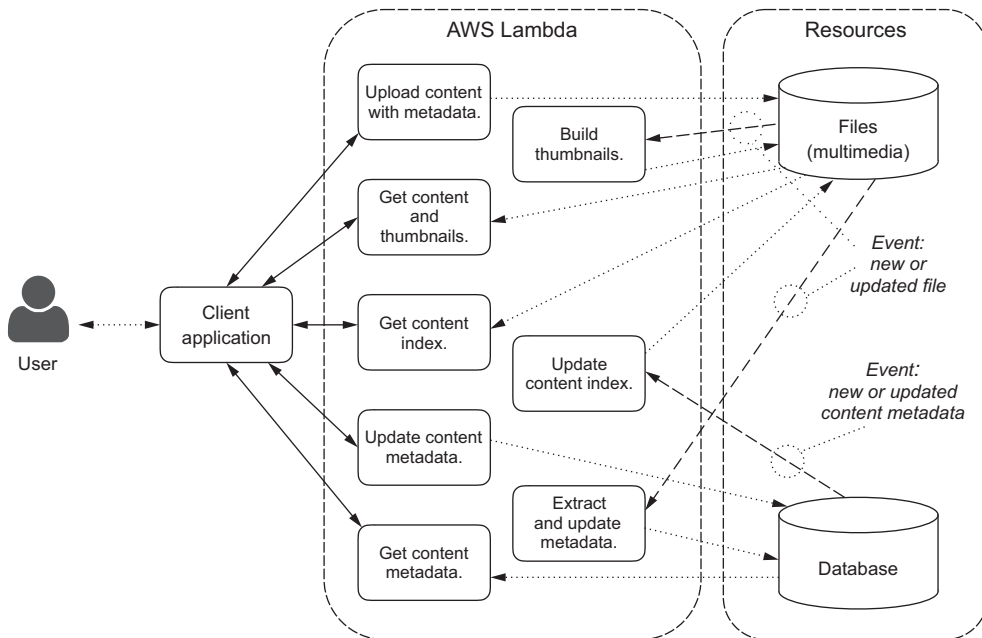 AWS Lambda
Resources
Upload content
with metadata.
Build
thumbnails.
Files
(multimedia)
Get content
and
thumbnails.
Event:
new or
updated file
User
Client
application
Get content
index.
Update
content index.
Event:
new or updated
content metadata
Update content
metadata.
Extract
and update
metadata.
Get content
metadata.
Database